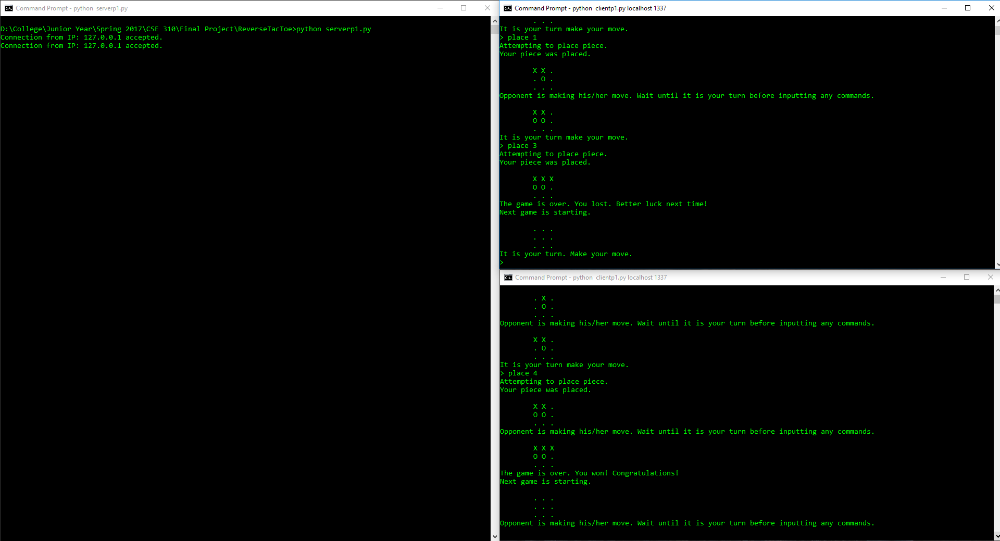 Command Prompt - python  serverp1.py
D:\College\Junior Year\Spring 2017\CSE 310\Final Project\ReverseTacToe>python serverp1.py
Connection from IP: 127.0.0.1 accepted.
Connection from IP: 127.0.0.1 accepted.
Command Prompt - python  clientp1.py localhost 1337
. . .
It is your turn make your move.
> place 1
Attempting to place piece.
Your piece was placed.
X X .
. O .
. . .
Opponent is making his/her move. Wait until it is your turn before inputting any commands.
X X .
O O .
. . .
It is your turn make your move.
> place 3
Attempting to place piece.
Your piece was placed.
X X X
O O .
. . .
The game is over. You lost. Better luck next time!
Next game is starting.
. . .
. . .
. . .
It is your turn. Make your move.
>
Command Prompt - python  clientp1.py localhost 1337
. X .
. O .
. . .
Opponent is making his/her move. Wait until it is your turn before inputting any commands.
X X .
. O .
. . .
It is your turn make your move.
> place 4
Attempting to place piece.
Your piece was placed.
X X .
O O .
. . .
Opponent is making his/her move. Wait until it is your turn before inputting any commands.
X X X
O O .
. . .
The game is over. You won! Congratulations!
Next game is starting.
. . .
. . .
. . .
Opponent is making his/her move. Wait until it is your turn before inputting any commands.